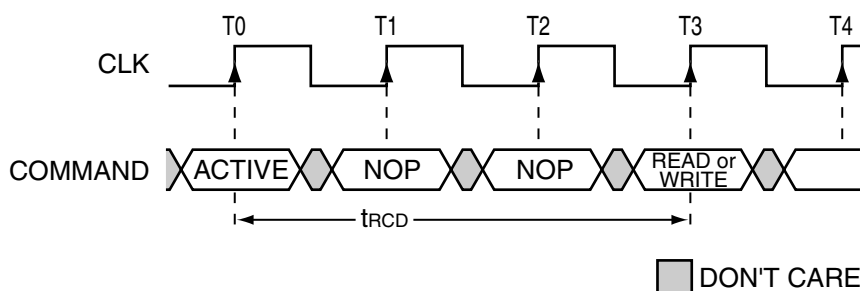 T0 T1 T2 T3 T4
CLK
COMMAND ACTIVE NOP NOP READ or
WRITE
tRCD
DON'T CARE